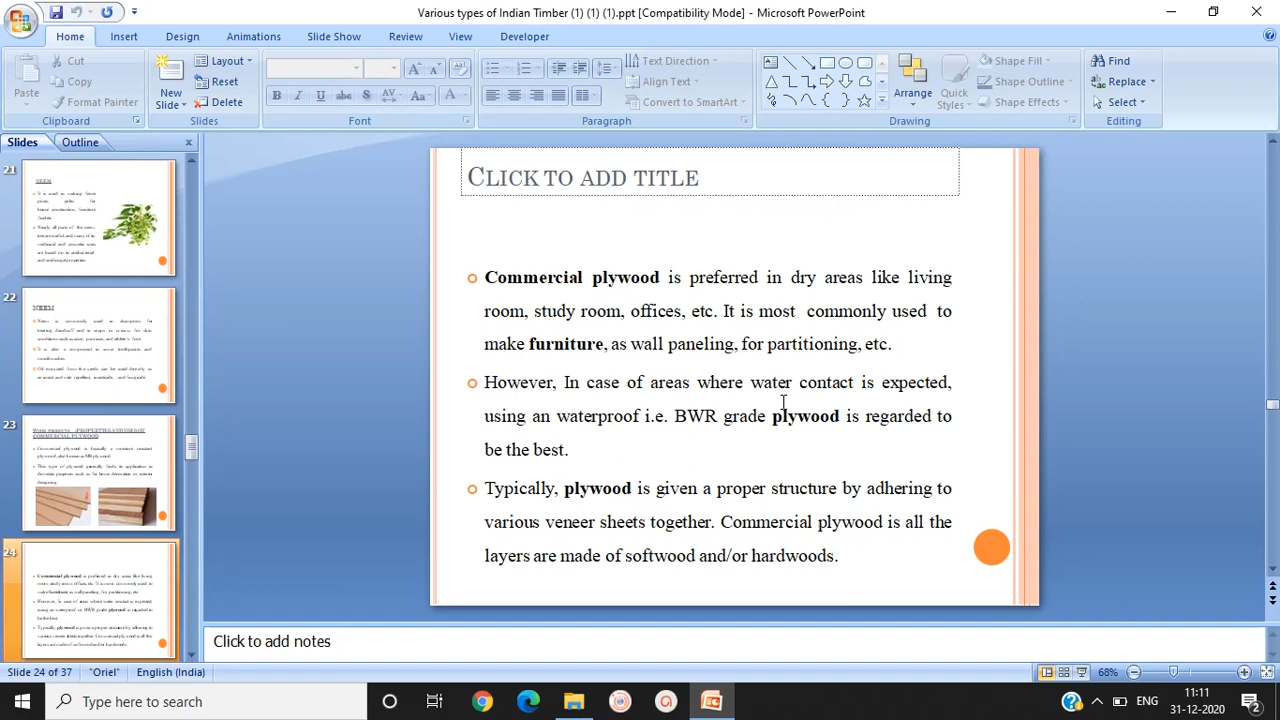 Various types of Indian Timber (1) (1) (1).ppt [Compatibility Mode] - Microsoft PowerPoint
Home Insert Design Animations Slide Show Review View Developer
Cut
Copy
Format Painter
Paste
Clipboard
New Slide
Layout
Reset
Delete
Slides
Font
Text Direction
Align Text
Convert to SmartArt
Paragraph
Arrange
Quick Styles
Shape Fill
Shape Outline
Shape Effects
Drawing
Find
Replace
Select
Editing
Slides Outline
21
NEEM
22
NEEM
23
24
CLICK TO ADD TITLE
Commercial plywood is preferred in dry areas like living
room, study room, offices, etc. It is most commonly used to
make furniture, as wall paneling, for partitioning, etc.
However, In case of areas where water contact is expected,
using an waterproof i.e. BWR grade plywood is regarded to
be the best.
Typically, plywood is given a proper structure by adhering to
various veneer sheets together. Commercial plywood is all the
layers are made of softwood and/or hardwoods.
Click to add notes
Slide 24 of 37 "Oriel" English (India) 68%
Type here to search
ENG
11:11
31-12-2020
2